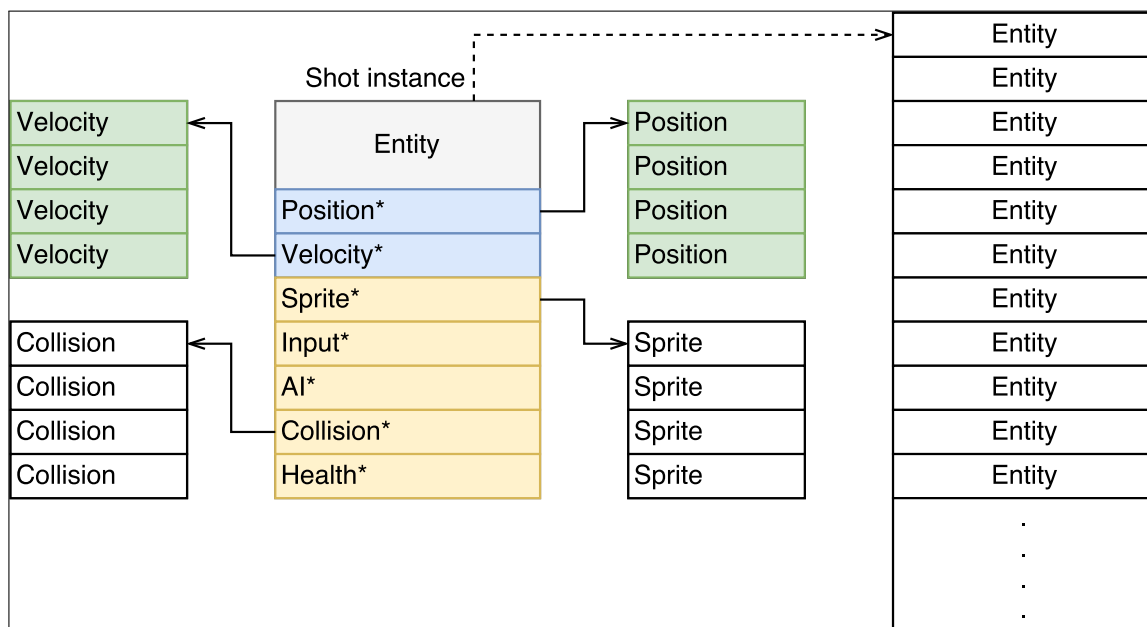 Shot instance
Velocity
Velocity
Velocity
Velocity
Collision
Collision
Collision
Collision
Entity
Position*
Velocity*
Sprite*
Input*
AI*
Collision*
Health*
Position
Position
Position
Position
Sprite
Sprite
Sprite
Sprite
Entity
Entity
Entity
Entity
Entity
Entity
Entity
Entity
Entity
Entity
Entity
.
.
.
.